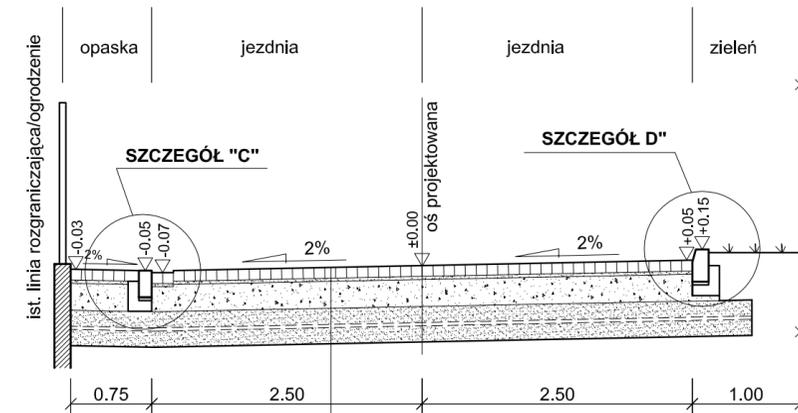 opaska
jezdnia
jezdnia
zieleń
ist. linia rozgraniczająca/ogrodzenie
SZCZEGÓŁ "C"
oś projektowana
SZCZEGÓŁ D"
-0.03
2%
-0.05
-0.07
2%
±0.00
2%
+0.05
+0.15
0.75
2.50
2.50
1.00